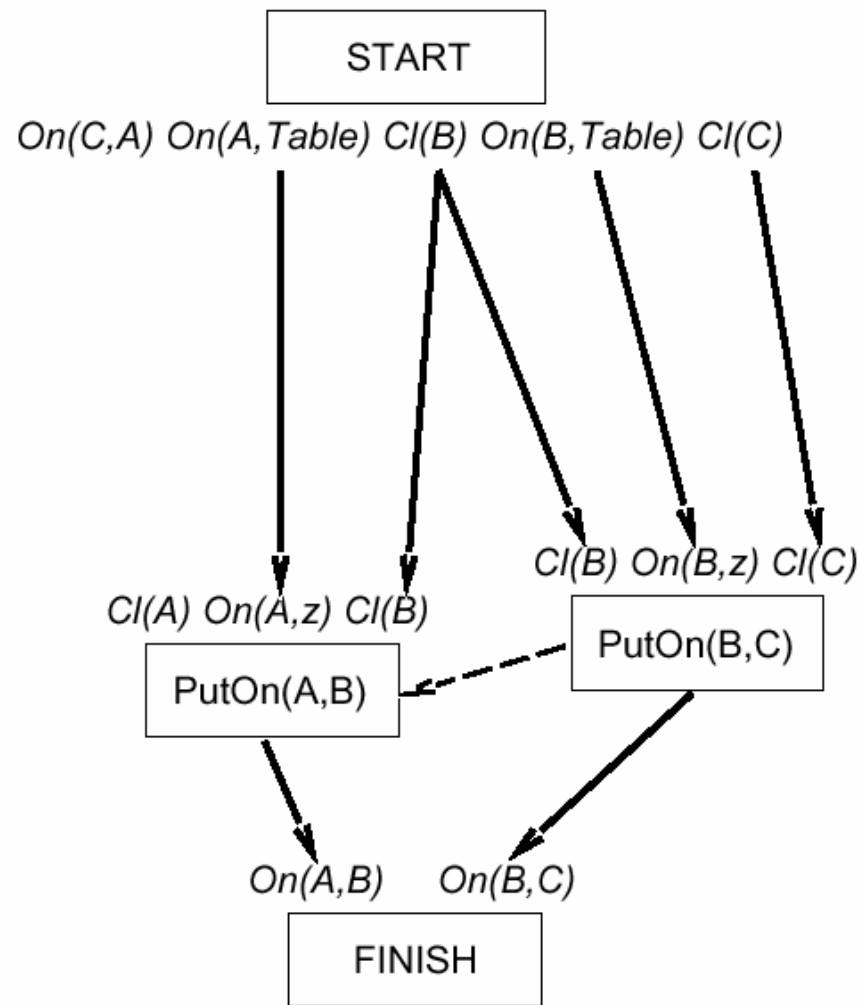 START
On(C,A) On(A,Table) Cl(B) On(B,Table) Cl(C)
Cl(B) On(B,z) Cl(C)
Cl(A) On(A,z) Cl(B)
PutOn(B,C)
PutOn(A,B)
On(A,B) On(B,C)
FINISH